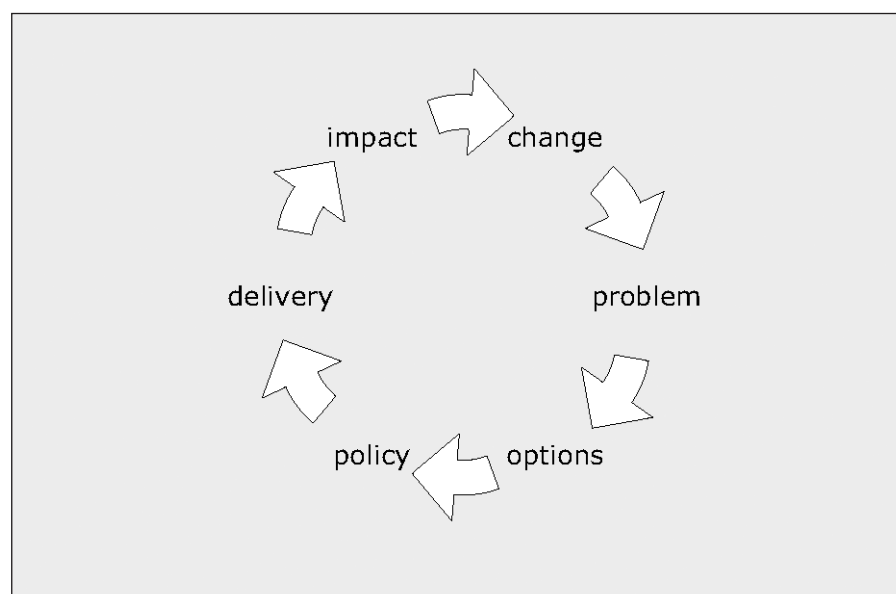 impact
change
delivery
problem
policy
options